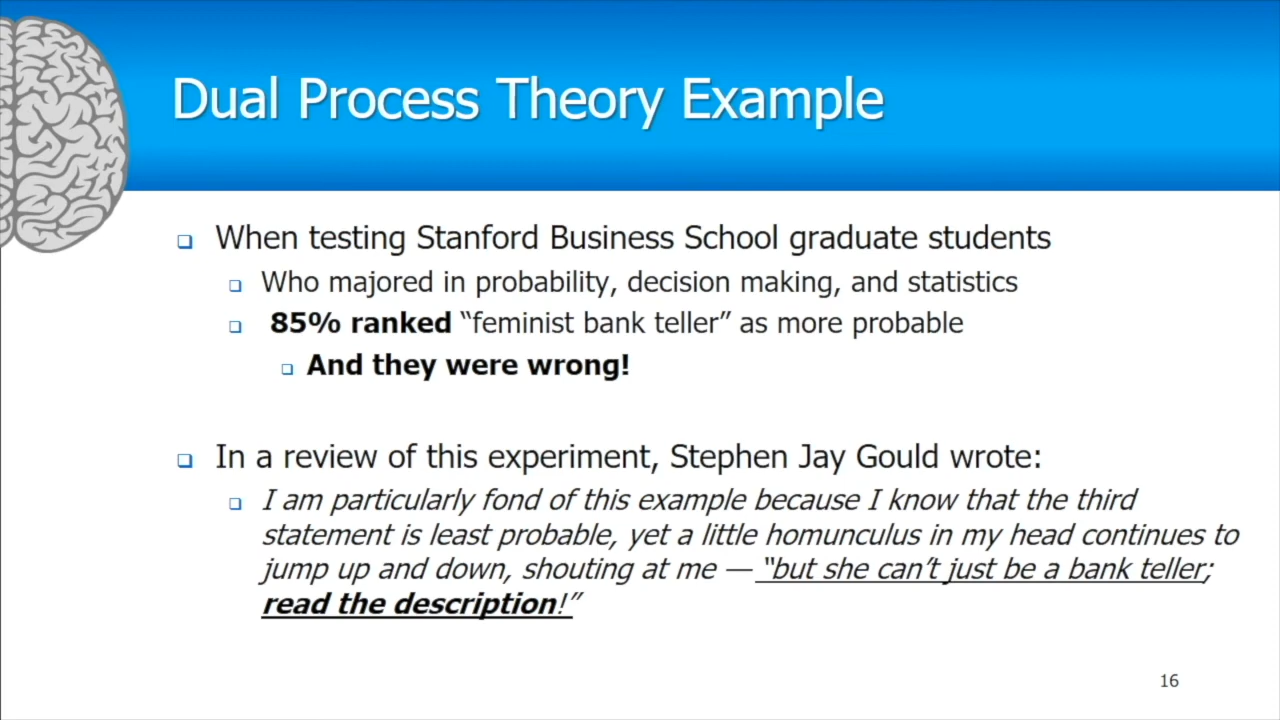 Dual Process Theory Example
When testing Stanford Business School graduate students
Who majored in probability, decision making, and statistics
85% ranked “feminist bank teller” as more probable
And they were wrong!
In a review of this experiment, Stephen Jay Gould wrote:
I am particularly fond of this example because I know that the third
statement is least probable, yet a little homunculus in my head continues to
jump up and down, shouting at me — “but she can’t just be a bank teller;
read the description!”
16